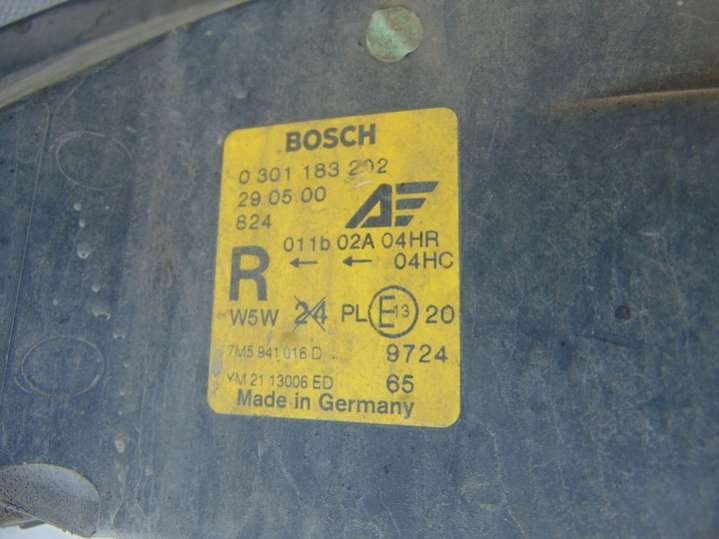 BOSCH
0 301 183 202
29.05.00
824
AE
R
011b 02A 04HR
← ← 04HC
W5W 24 PL E13 20
7M5 941 016 D 9724
YM 21 13006 ED 65
Made in Germany